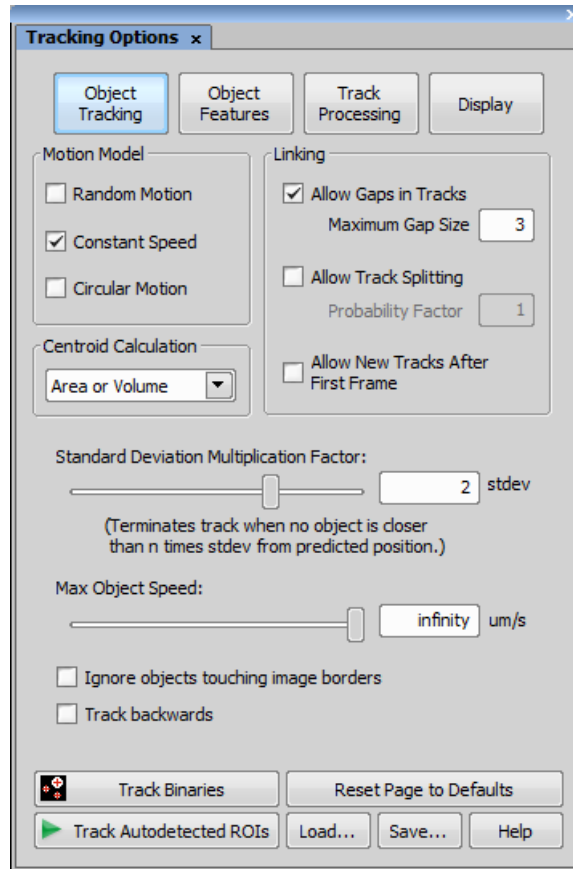 Tracking Options x
Object Tracking
Object Features
Track Processing
Display
Motion Model
Random Motion
Constant Speed
Circular Motion
Linking
Allow Gaps in Tracks
Maximum Gap Size 3
Allow Track Splitting
Probability Factor 1
Allow New Tracks After
First Frame
Centroid Calculation
Area or Volume
Standard Deviation Multiplication Factor:
2 stdev
(Terminates track when no object is closer
than n times stdev from predicted position.)
Max Object Speed:
infinity um/s
Ignore objects touching image borders
Track backwards
Track Binaries
Reset Page to Defaults
Track Autodetected ROIs
Load...
Save...
Help